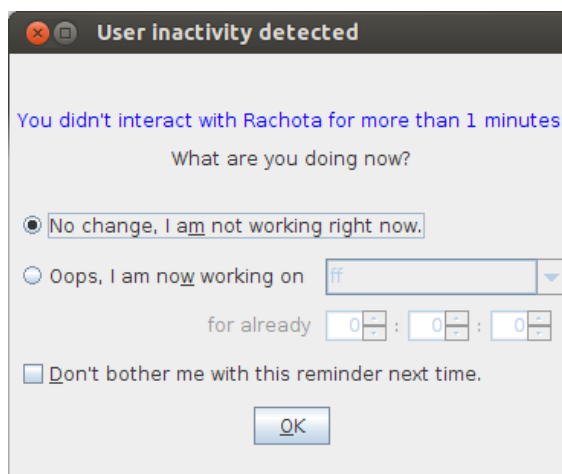 User inactivity detected
You didn't interact with Rachota for more than 1 minutes
What are you doing now?
No change, I am not working right now.
Oops, I am now working on ff
for already 0 : 0 : 0
Don't bother me with this reminder next time.
OK